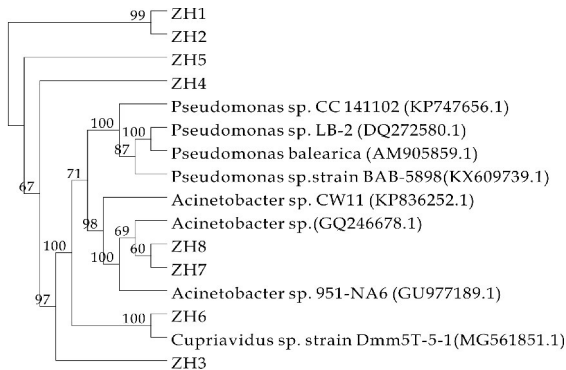 99 ZH1
ZH2
ZH5
ZH4
Pseudomonas sp. CC 141102 (KP747656.1)
100
100 Pseudomonas sp. LB-2 (DQ272580.1)
87 Pseudomonas balearica (AM905859.1)
Pseudomonas sp.strain BAB-5898(KX609739.1)
71
67
Acinetobacter sp. CW11 (KP836252.1)
98 Acinetobacter sp.(GQ246678.1)
69
100 60 ZH8
100 ZH7
Acinetobacter sp. 951-NA6 (GU977189.1)
97 100 ZH6
Cupriavidus sp. strain Dmm5T-5-1(MG561851.1)
ZH3